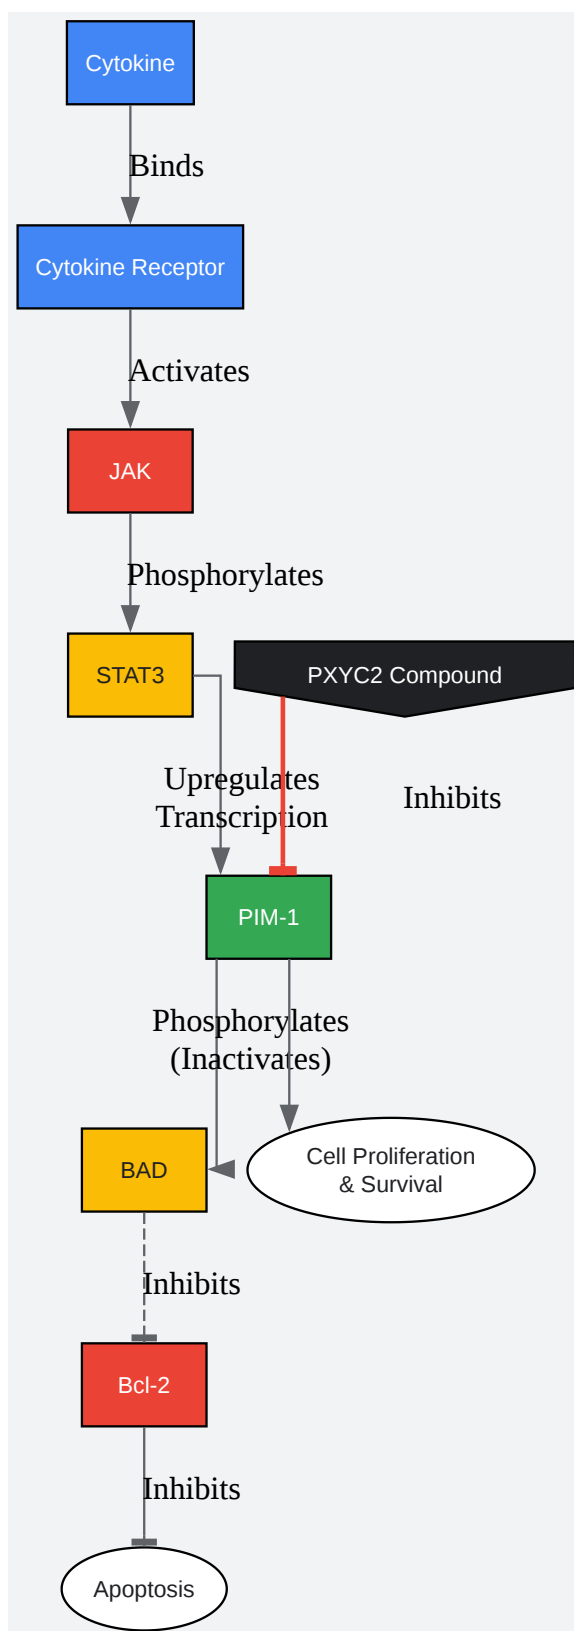 Cytokine
Binds
Cytokine Receptor
Activates
JAK
Phosphorylates
STAT3
PXYC2 Compound
Upregulates
Transcription
Inhibits
PIM-1
Phosphorylates
(Inactivates)
BAD
Cell Proliferation
& Survival
Inhibits
Bcl-2
Inhibits
Apoptosis